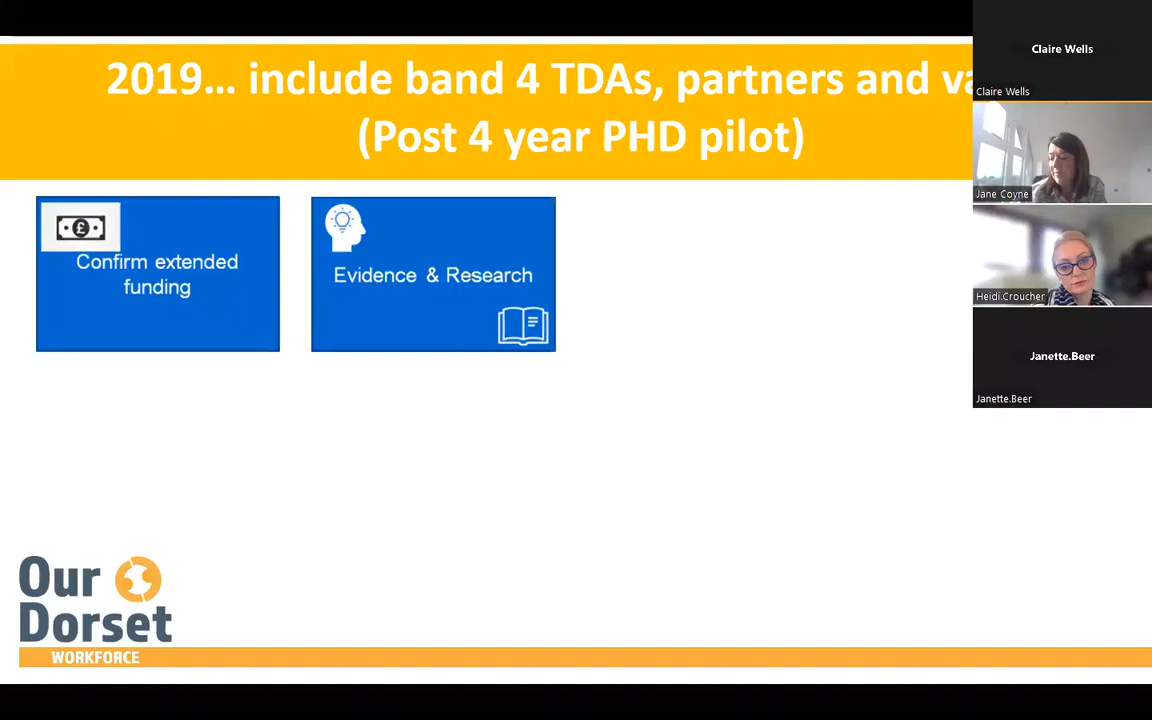 2019... include band 4 TDAs, partners and
(Post 4 year PHD pilot)
Confirm extended
funding
Evidence & Research
Our
Dorset
WORKFORCE
Claire Wells
Claire Wells
Jane Coyne
Heidi.Croucher
Janette.Beer
Janette.Beer